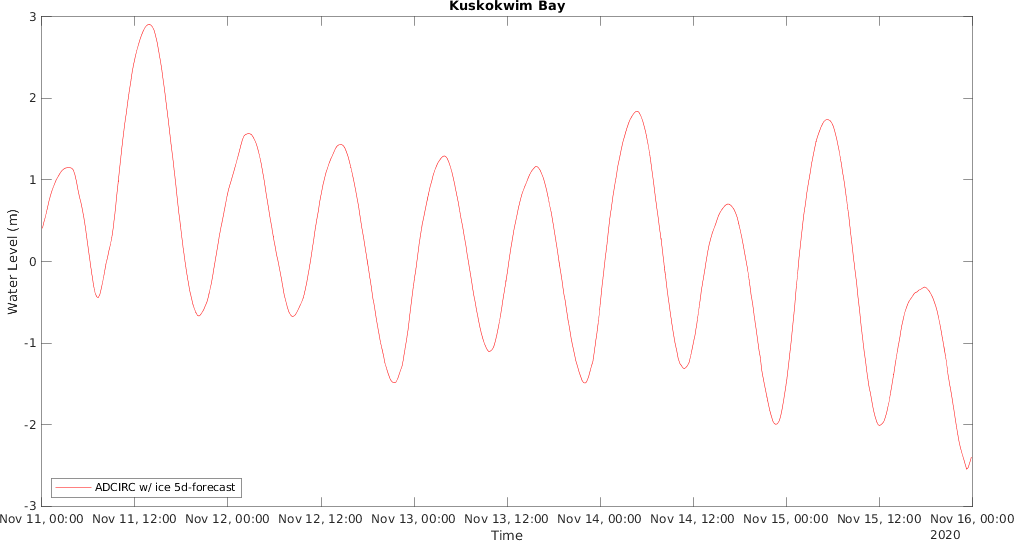 Kuskokwim Bay
3
2
1
0
-1
-2
-3
Water Level (m)
ADCIRC w/ ice 5d-forecast
Nov 11, 00:00 Nov 11, 12:00 Nov 12, 00:00 Nov 12, 12:00 Nov 13, 00:00 Nov 13, 12:00 Nov 14, 00:00 Nov 14, 12:00 Nov 15, 00:00 Nov 15, 12:00 Nov 16, 00:00
Time
2020